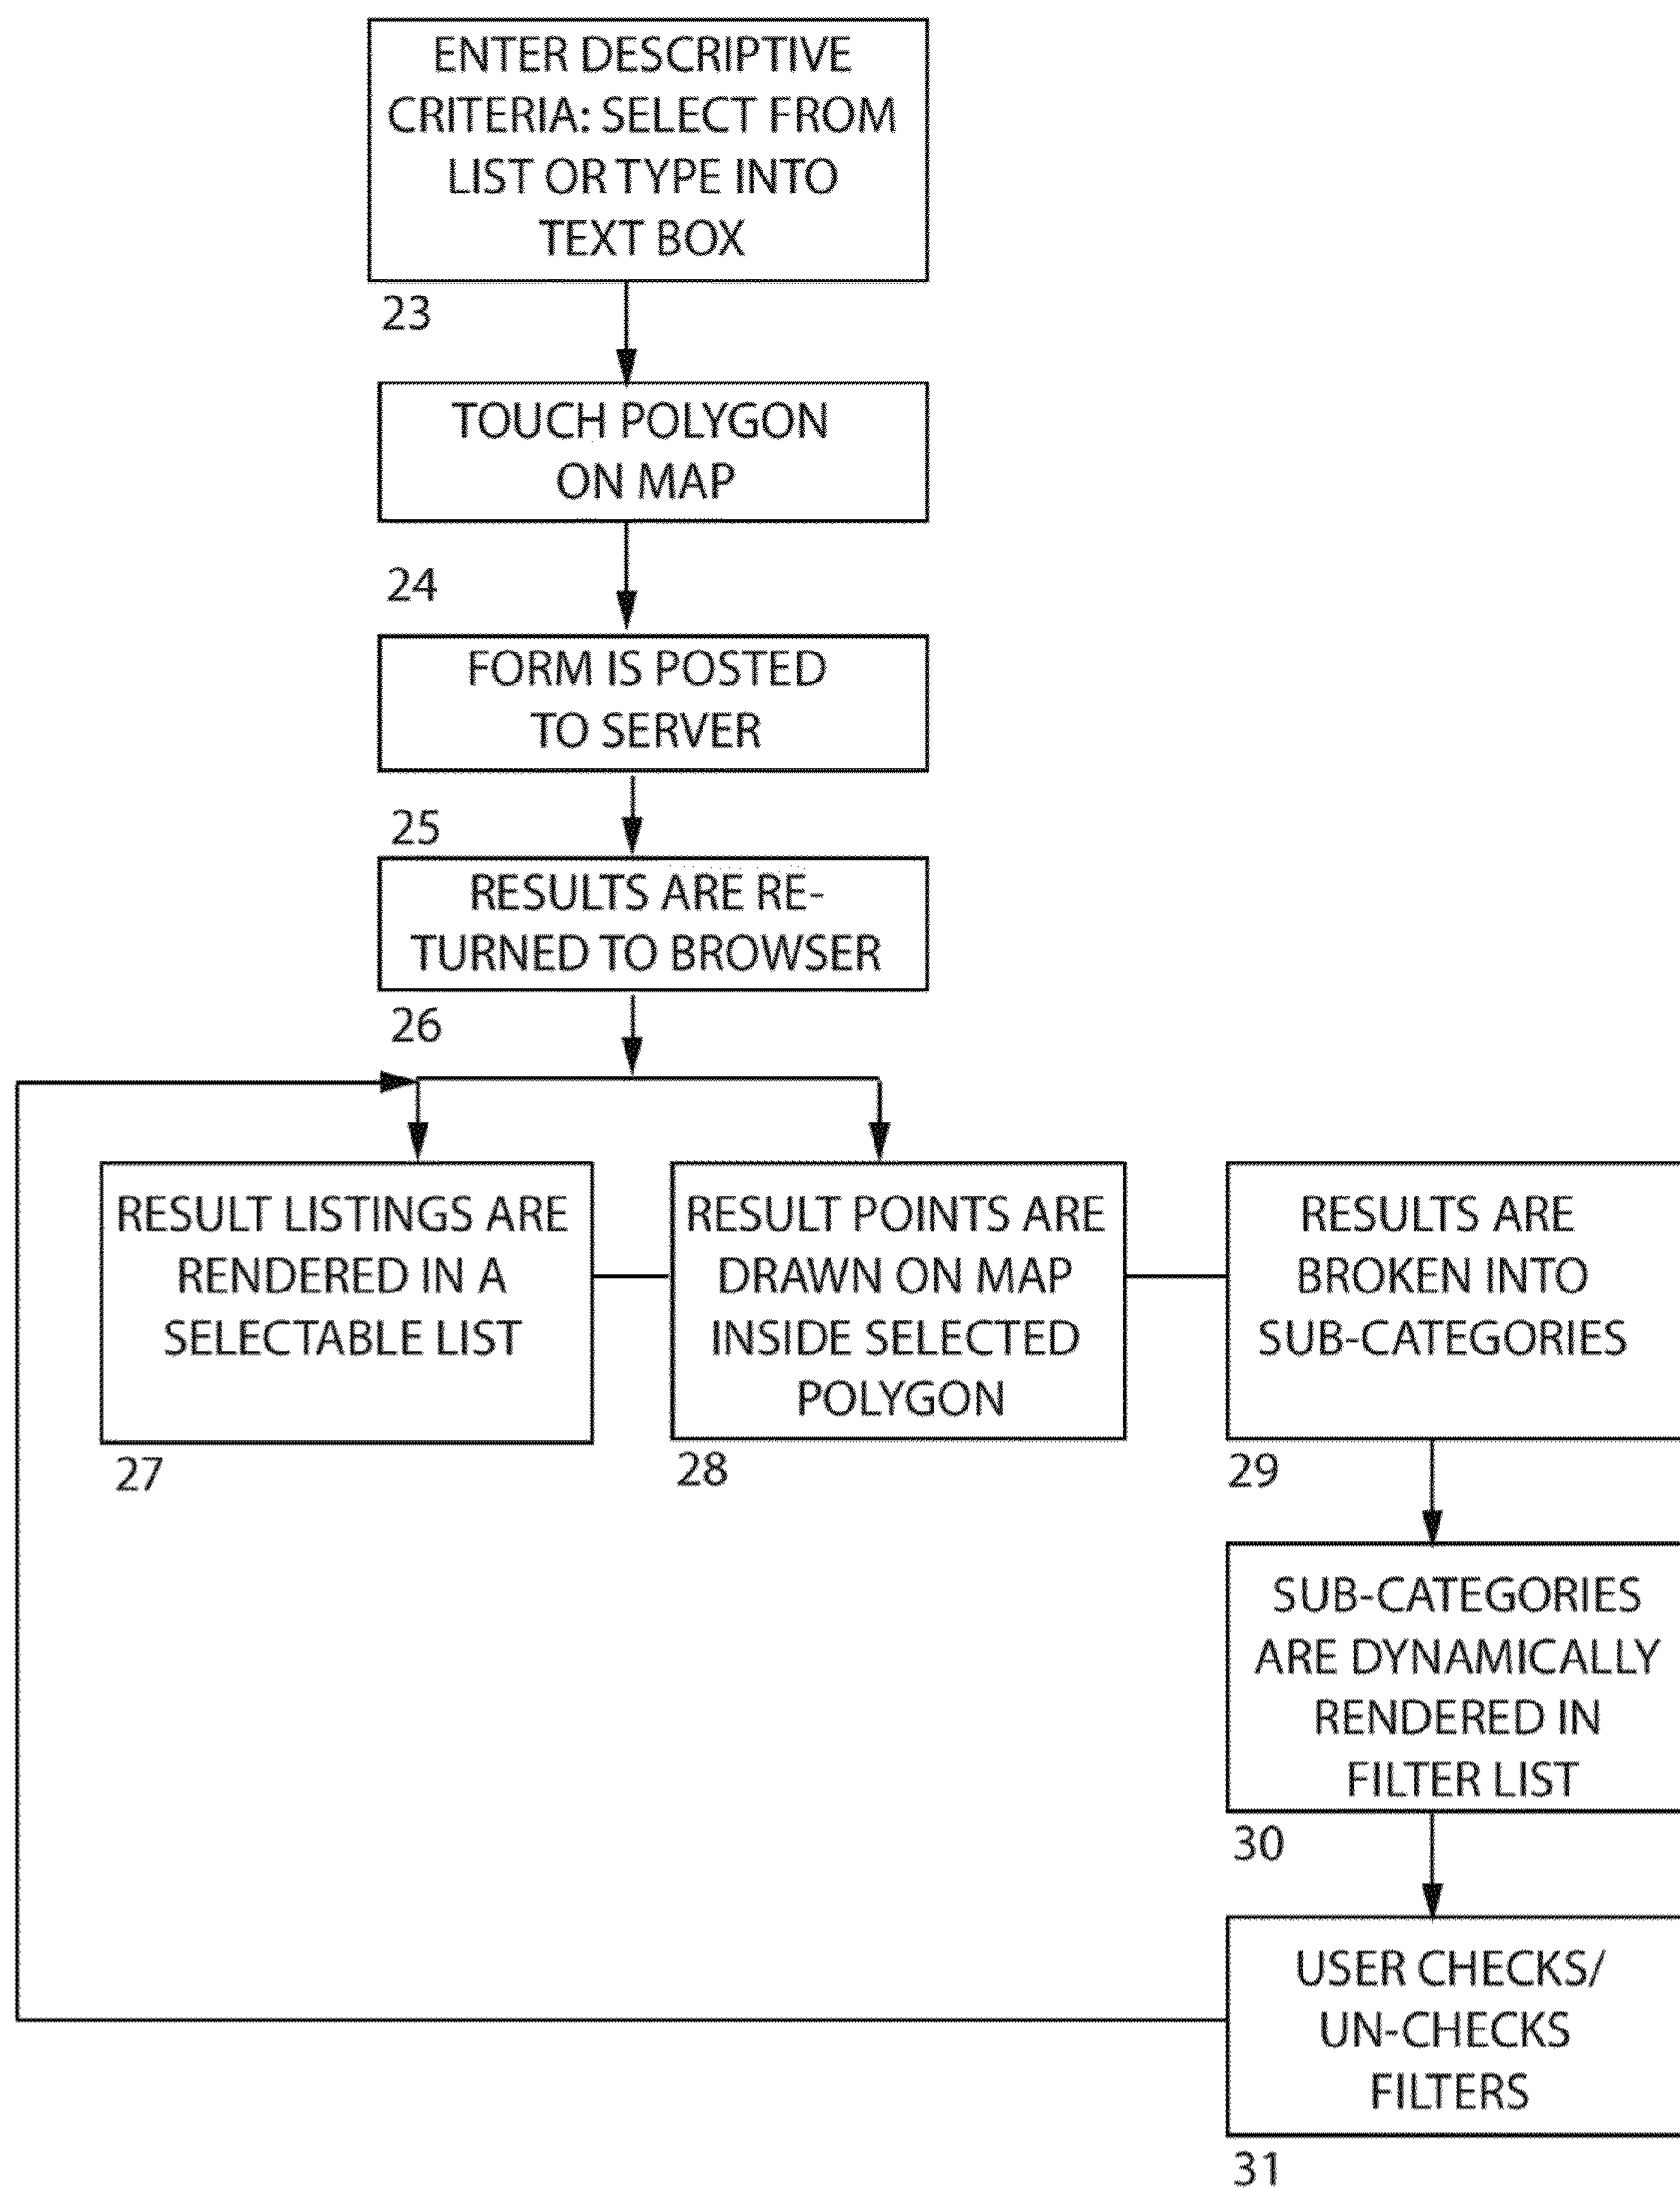 ENTER DESCRIPTIVE
CRITERIA: SELECT FROM
LIST OR TYPE INTO
TEXT BOX
23
TOUCH POLYGON
ON MAP
24
FORM IS POSTED
TO SERVER
25
RESULTS ARE RE-
TURNED TO BROWSER
26
RESULT LISTINGS ARE
RENDERED IN A
SELECTABLE LIST
27
RESULT POINTS ARE
DRAWN ON MAP
INSIDE SELECTED
POLYGON
28
RESULTS ARE
BROKEN INTO
SUB-CATEGORIES
29
SUB-CATEGORIES
ARE DYNAMICALLY
RENDERED IN
FILTER LIST
30
USER CHECKS/
UN-CHECKS
FILTERS
31